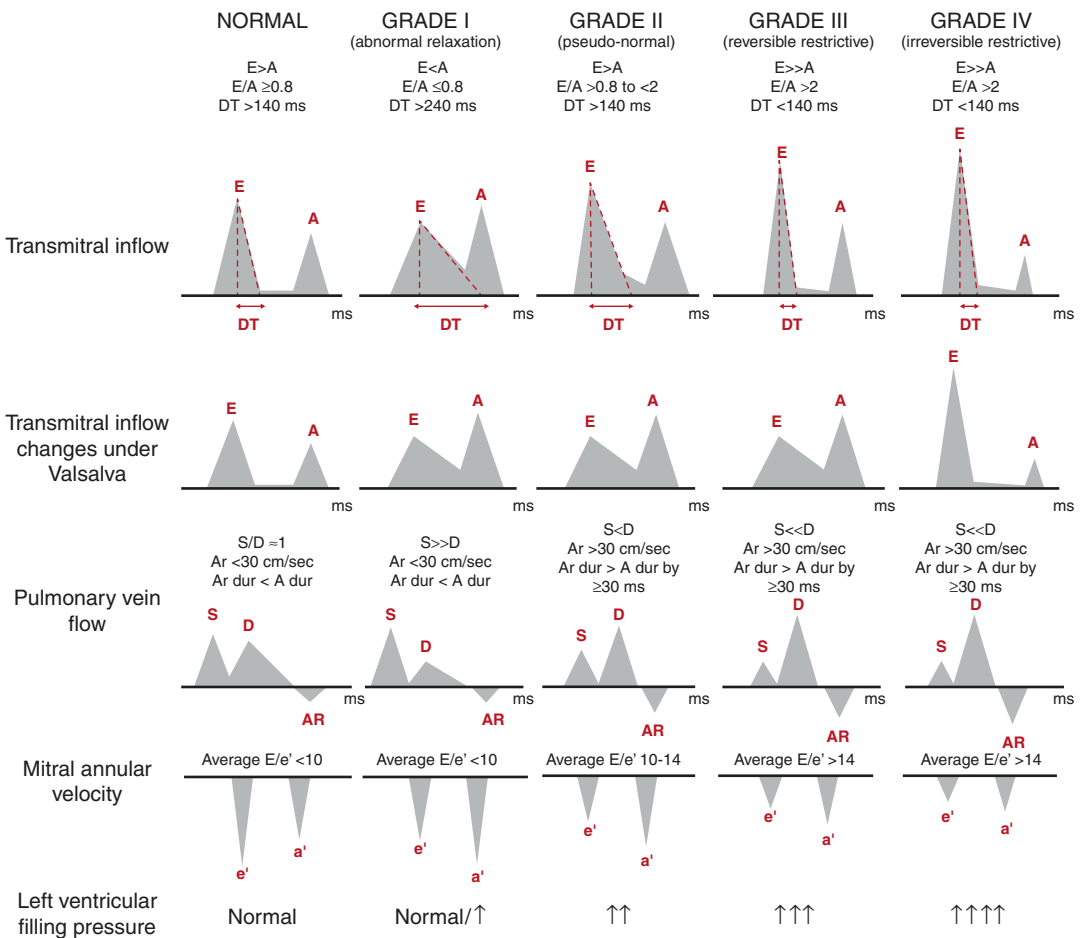 NORMAL
GRADE I
GRADE II
GRADE III
GRADE IV
(abnormal relaxation)
(pseudo-normal)
(reversible restrictive)
(irreversible restrictive)
E>A
E/A ≥0.8
DT >140 ms
E<A
E/A ≤0.8
DT >240 ms
E>A
E/A >0.8 to <2
DT >140 ms
E>>A
E/A >2
DT <140 ms
E>>A
E/A >2
DT <140 ms
Transmitral inflow
E
A
DT
ms
E
A
DT
ms
E
A
DT
ms
E
A
DT
ms
E
A
DT
ms
Transmitral inflow
changes under
Valsalva
E
A
ms
E
A
ms
E
A
ms
E
A
ms
E
A
ms
Pulmonary vein
flow
S/D ≈1
Ar <30 cm/sec
Ar dur < A dur
S
D
AR
ms
S>>D
Ar <30 cm/sec
Ar dur < A dur
S
D
AR
ms
S<D
Ar >30 cm/sec
Ar dur > A dur by
≥30 ms
S
D
AR
ms
S<<D
Ar >30 cm/sec
Ar dur > A dur by
≥30 ms
S
D
AR
ms
S<<D
Ar >30 cm/sec
Ar dur > A dur by
≥30 ms
S
D
AR
ms
Mitral annular
velocity
Average E/e' <10
e'
a'
Average E/e' <10
e'
a'
Average E/e' 10-14
e'
a'
Average E/e' >14
e'
a'
Average E/e' >14
e'
a'
Left ventricular
filling pressure
Normal
Normal/↑
↑↑
↑↑↑
↑↑↑↑